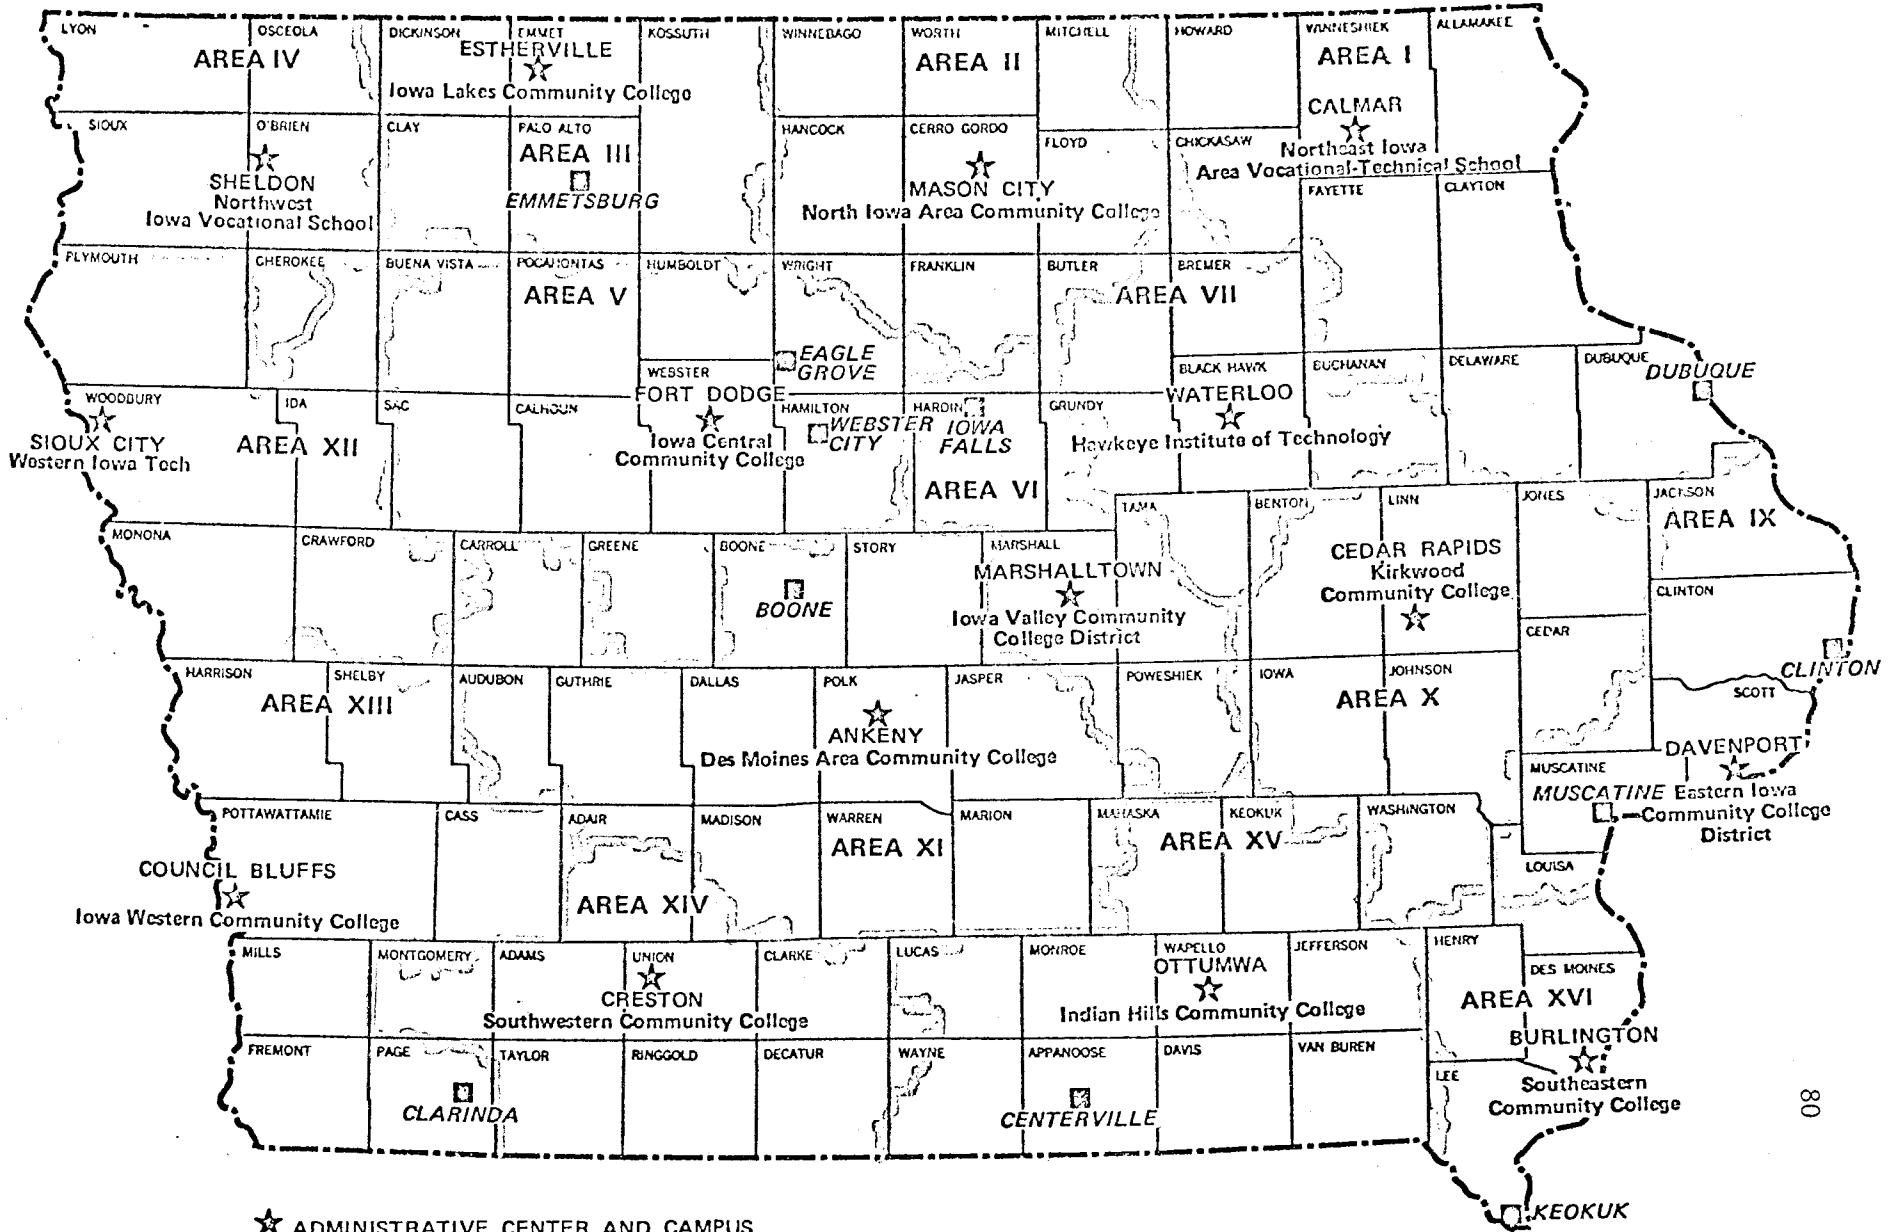 LYON
OSCEOLA
DICKINSON
EMMET
KOSSUTH
WINNEBAGO
WORTH
MITCHELL
HOWARD
WINNESHIEK
ALLAMAKEE
AREA IV
ESTHERVILLE
Iowa Lakes Community College
AREA II
AREA I
CALMAR
Northeast Iowa
Area Vocational-Technical School
SIOUX
O'BRIEN
CLAY
PALO ALTO
HANCOCK
CERRO GORDO
FLOYD
CHICKASAW
FAYETTE
CLAYTON
SHELDON
Northwest
Iowa Vocational School
AREA III
EMMETSBURG
MASON CITY
North Iowa Area Community College
PLYMOUTH
CHEROKEE
BUENA VISTA
POCAHONTAS
HUMBOLDT
WRIGHT
FRANKLIN
BUTLER
BREMER
AREA V
AREA VII
EAGLE
GROVE
WEBSTER
BLACK HAWK
BUCHANAN
DELAWARE
DUBUQUE
DUBUQUE
WOODBURY
IDA
SAC
CALHOUN
FORT DODGE
HAMILTON
HARDIN
GRUNDY
WATERLOO
SIOUX CITY
Western Iowa Tech
AREA XII
Iowa Central
Community College
WEBSTER
CITY
IOWA
FALLS
Hawkeye Institute of Technology
AREA VI
MONONA
CRAWFORD
CARROLL
GREENE
BOONE
STORY
MARSHALL
TAMA
BENTON
LINN
JONES
JACKSON
AREA IX
BOONE
MARSHALLTOWN
Iowa Valley Community
College District
CEDAR RAPIDS
Kirkwood
Community College
CLINTON
CEDAR
CLINTON
HARRISON
SHELBY
AUDUBON
GUTHRIE
DALLAS
POLK
JASPER
POWESHIEK
IOWA
JOHNSON
SCOTT
AREA XIII
ANKENY
Des Moines Area Community College
AREA X
DAVENPORT
MUSCATINE
MUSCATINE
Eastern Iowa
Community College
District
POTTAWATTAMIE
CASS
ADAIR
MADISON
WARREN
MARION
MAHASKA
KEOKUK
WASHINGTON
LOUISA
COUNCIL BLUFFS
Iowa Western Community College
AREA XIV
AREA XI
AREA XV
MILLS
MONTGOMERY
ADAMS
UNION
CLARKE
LUCAS
MONROE
WAPELLO
JEFFERSON
HENRY
DES MOINES
CRESTON
Southwestern Community College
OTTUMWA
Indian Hills Community College
AREA XVI
BURLINGTON
Southeastern
Community College
FREMONT
PAGE
TAYLOR
RINGGOLD
DECATUR
WAYNE
APPANOOSE
DAVIS
VAN BUREN
LEE
CLARINDA
CENTERVILLE
KEOKUK
80
ADMINISTRATIVE CENTER AND CAMPUS